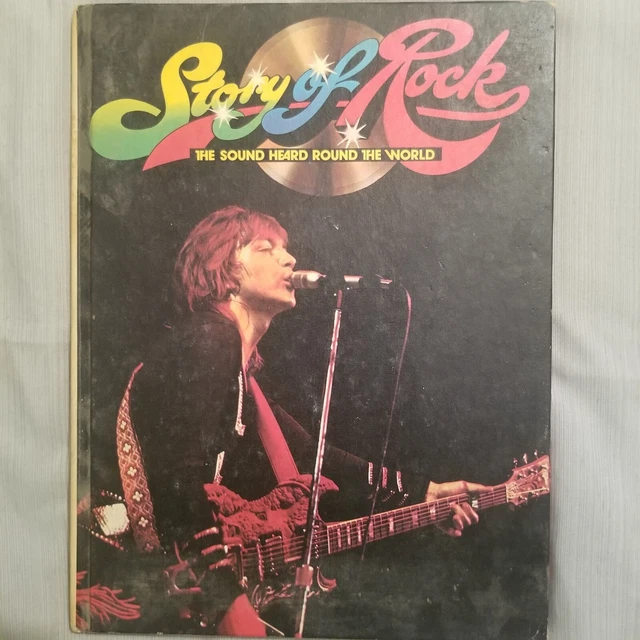 Story of Rock
THE SOUND HEARD ROUND THE WORLD